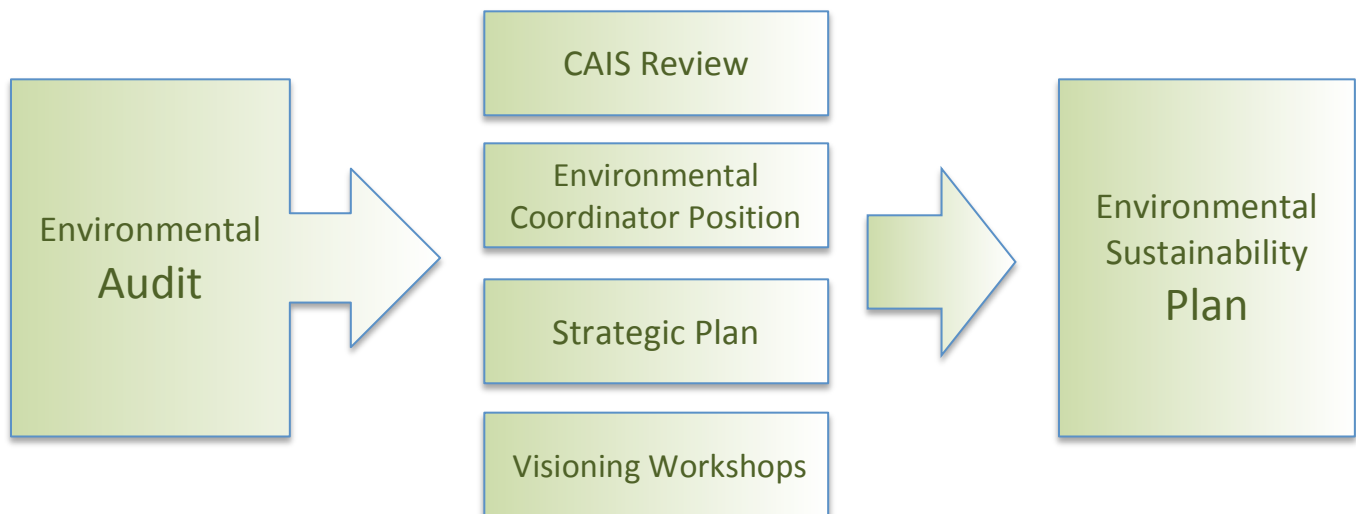 Environmental
Audit
CAIS Review
Environmental
Coordinator Position
Strategic Plan
Visioning Workshops
Environmental
Sustainability
Plan